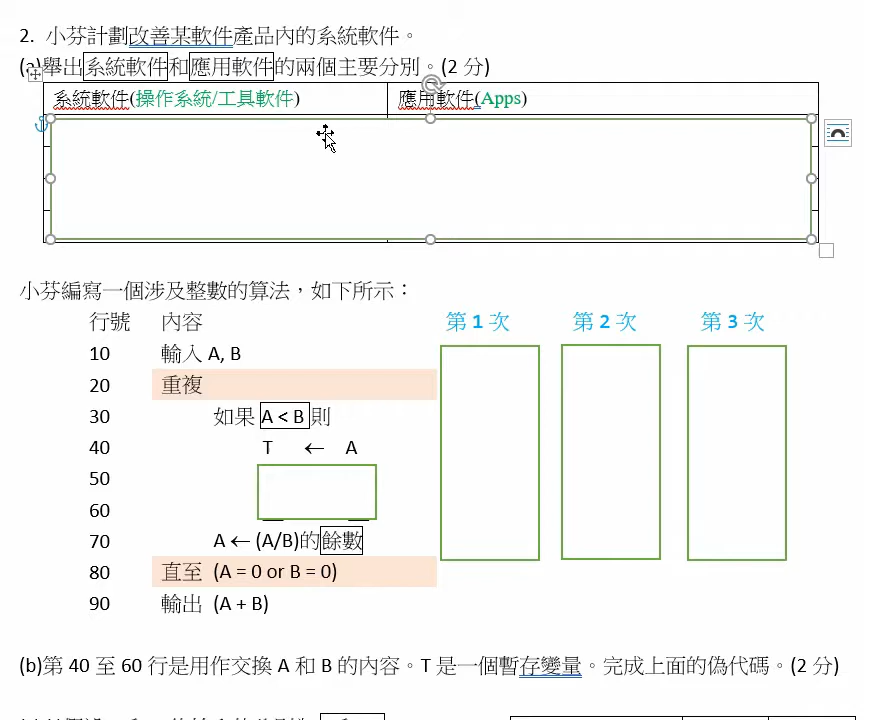 2. 小芬計劃改善某軟件產品內的系統軟件。
(a)舉出系統軟件和應用軟件的兩個主要分別。(2 分)
系統軟件(操作系統/工具軟件) 應用軟件(Apps)
小芬編寫一個涉及整數的算法，如下所示：
行號 內容 第 1 次 第 2 次 第 3 次
10 輸入 A, B
20 重複
30 如果 A < B 則
40 T ← A
50
60
70 A ← (A/B)的餘數
80 直至 (A = 0 or B = 0)
90 輸出 (A + B)
(b)第 40 至 60 行是用作交換 A 和 B 的內容。T 是一個暫存變量。完成上面的偽代碼。(2 分)